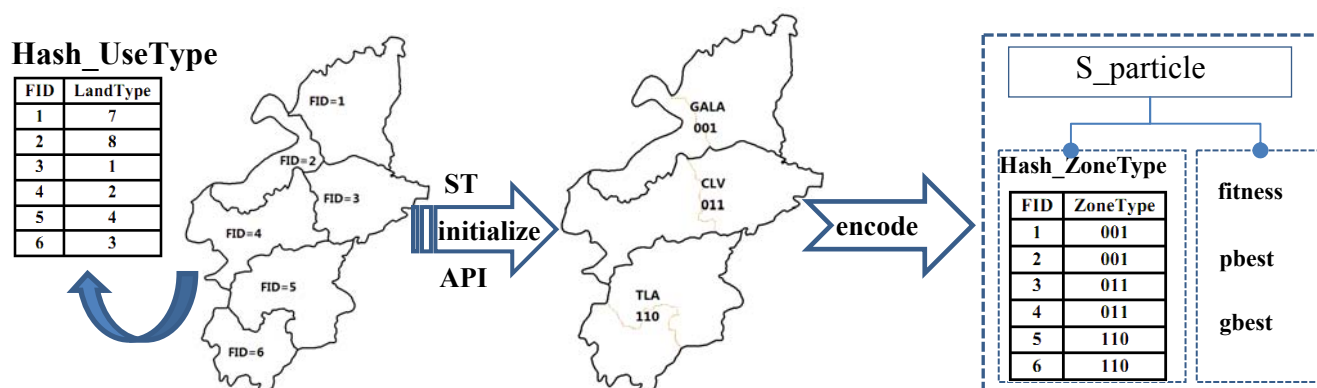 Hash_UseType
FID LandType
1 7
2 8
3 1
4 2
5 4
6 3
FID=1
FID=2
FID=3
FID=4
FID=5
FID=6
ST
initialize
API
GALA
001
CLV
011
TLA
110
encode
S_particle
Hash_ZoneType
FID ZoneType
1 001
2 001
3 011
4 011
5 110
6 110
fitness
pbest
gbest